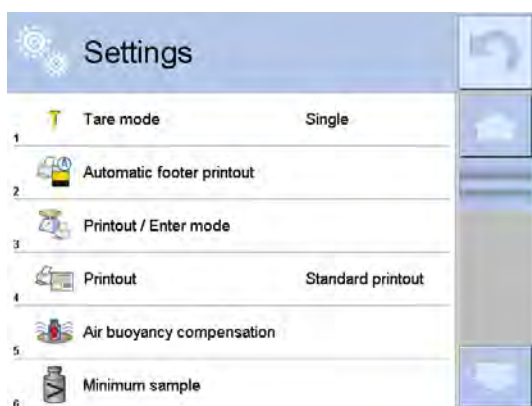 Settings
1 Tare mode Single
2 Automatic footer printout
3 Printout / Enter mode
4 Printout Standard printout
5 Air buoyancy compensation
6 Minimum sample